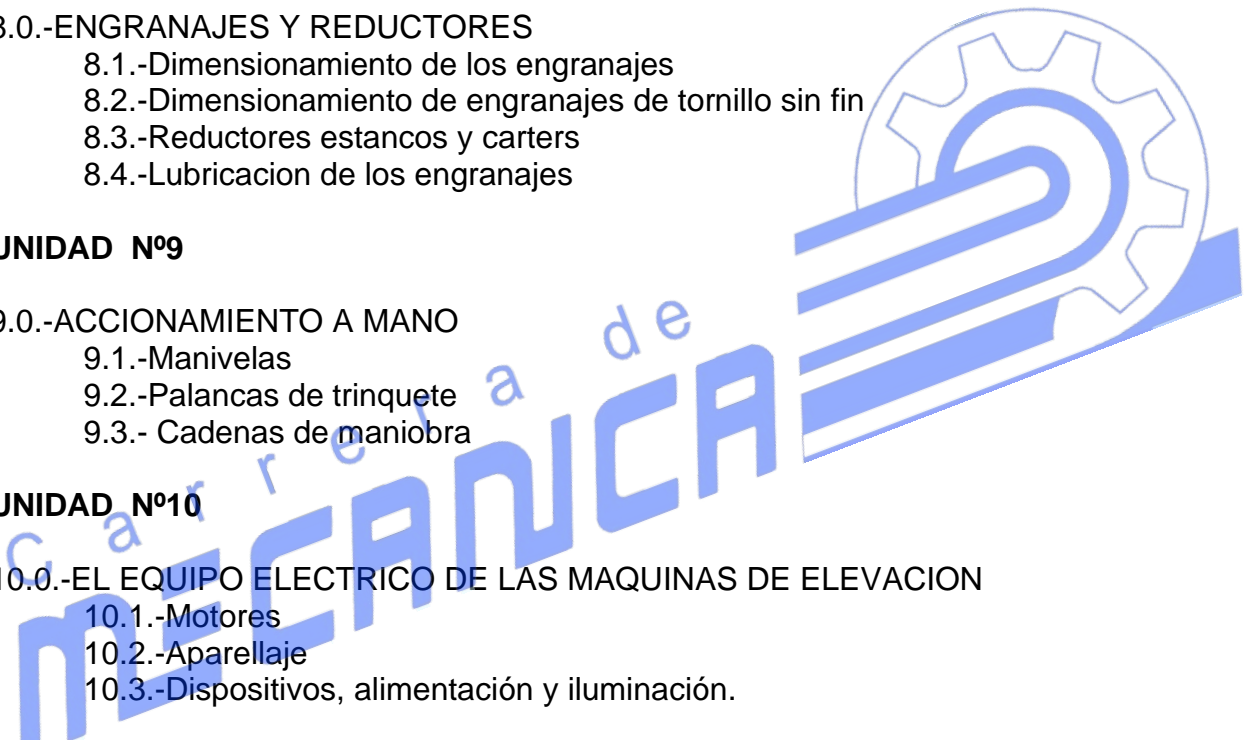 8.0.-ENGRANAJES Y REDUCTORES
8.1.-Dimensionamiento de los engranajes
8.2.-Dimensionamiento de engranajes de tornillo sin fin
8.3.-Reductores estancos y carters
8.4.-Lubricacion de los engranajes
UNIDAD Nº9
9.0.-ACCIONAMIENTO A MANO
9.1.-Manivelas
9.2.-Palancas de trinquete
9.3.- Cadenas de maniobra
UNIDAD Nº10
10.0.-EL EQUIPO ELECTRICO DE LAS MAQUINAS DE ELEVACION
10.1.-Motores
10.2.-Aparellaje
10.3.-Dispositivos, alimentación y iluminación.
Carrera de
MECANICA